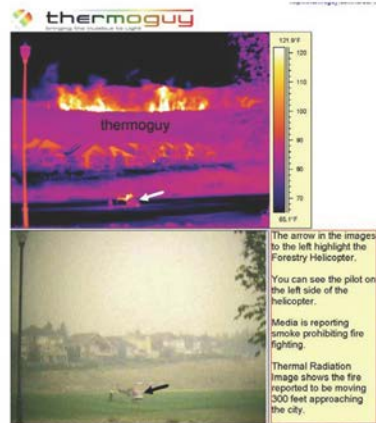 thermoguy
bringing the invisible to light
121.9°F
120
110
100
90
80
70
65.1°F
thermoguy
The arrow in the images
to the left highlight the
Forestry Helicopter.
You can see the pilot on
the left side of the
helicopter.
Media is reporting
smoke prohibiting fire
fighting.
Thermal Radiation
Image shows the fire
reported to be moving
300 feet approaching
the city.